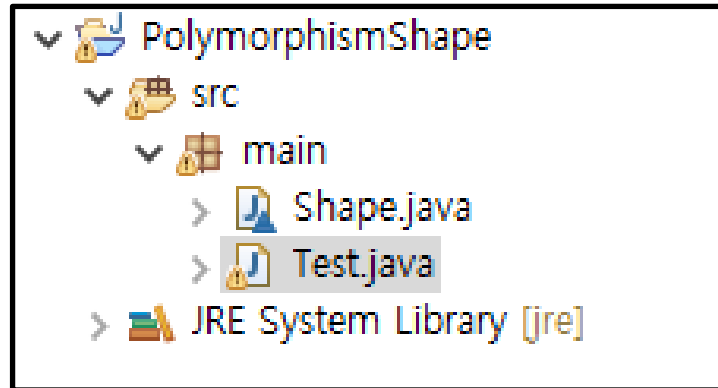 PolymorphismShape
src
main
Shape.java
Test.java
JRE System Library [jre]